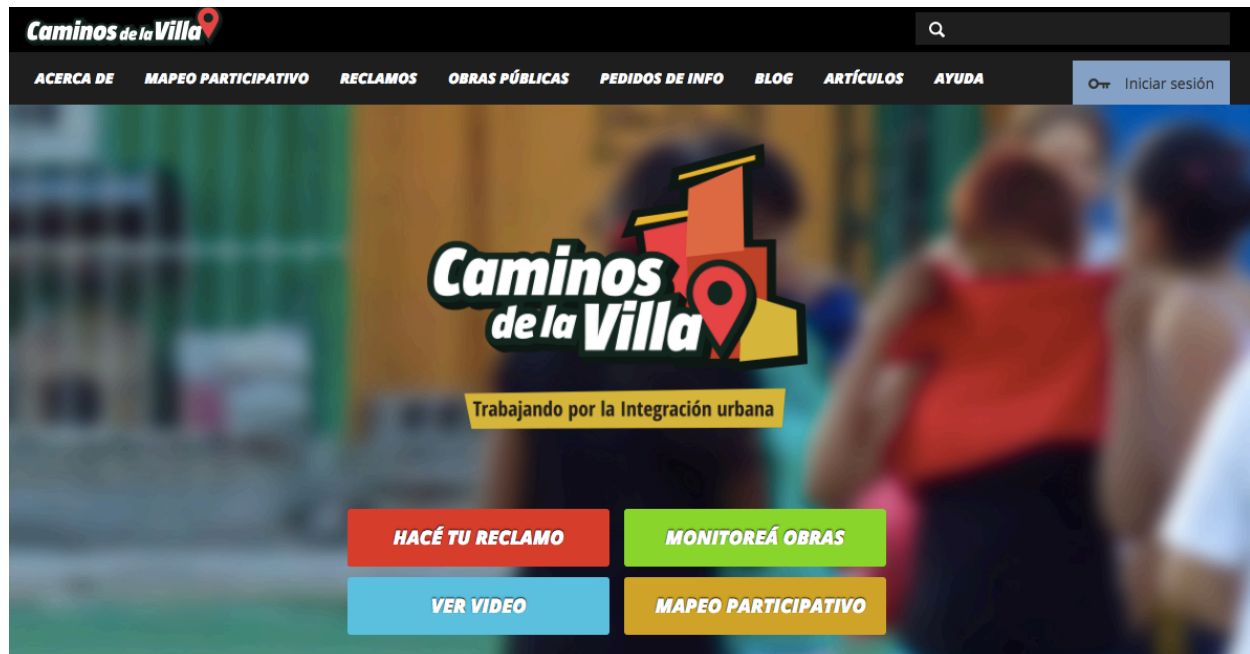 Caminos de la Villa
ACERCA DE MAPEO PARTICIPATIVO RECLAMOS OBRAS PÚBLICAS PEDIDOS DE INFO BLOG ARTÍCULOS AYUDA Iniciar sesión
Caminos
de la Villa
Trabajando por la Integración urbana
HACÉ TU RECLAMO MONITOREÁ OBRAS
VER VIDEO MAPEO PARTICIPATIVO